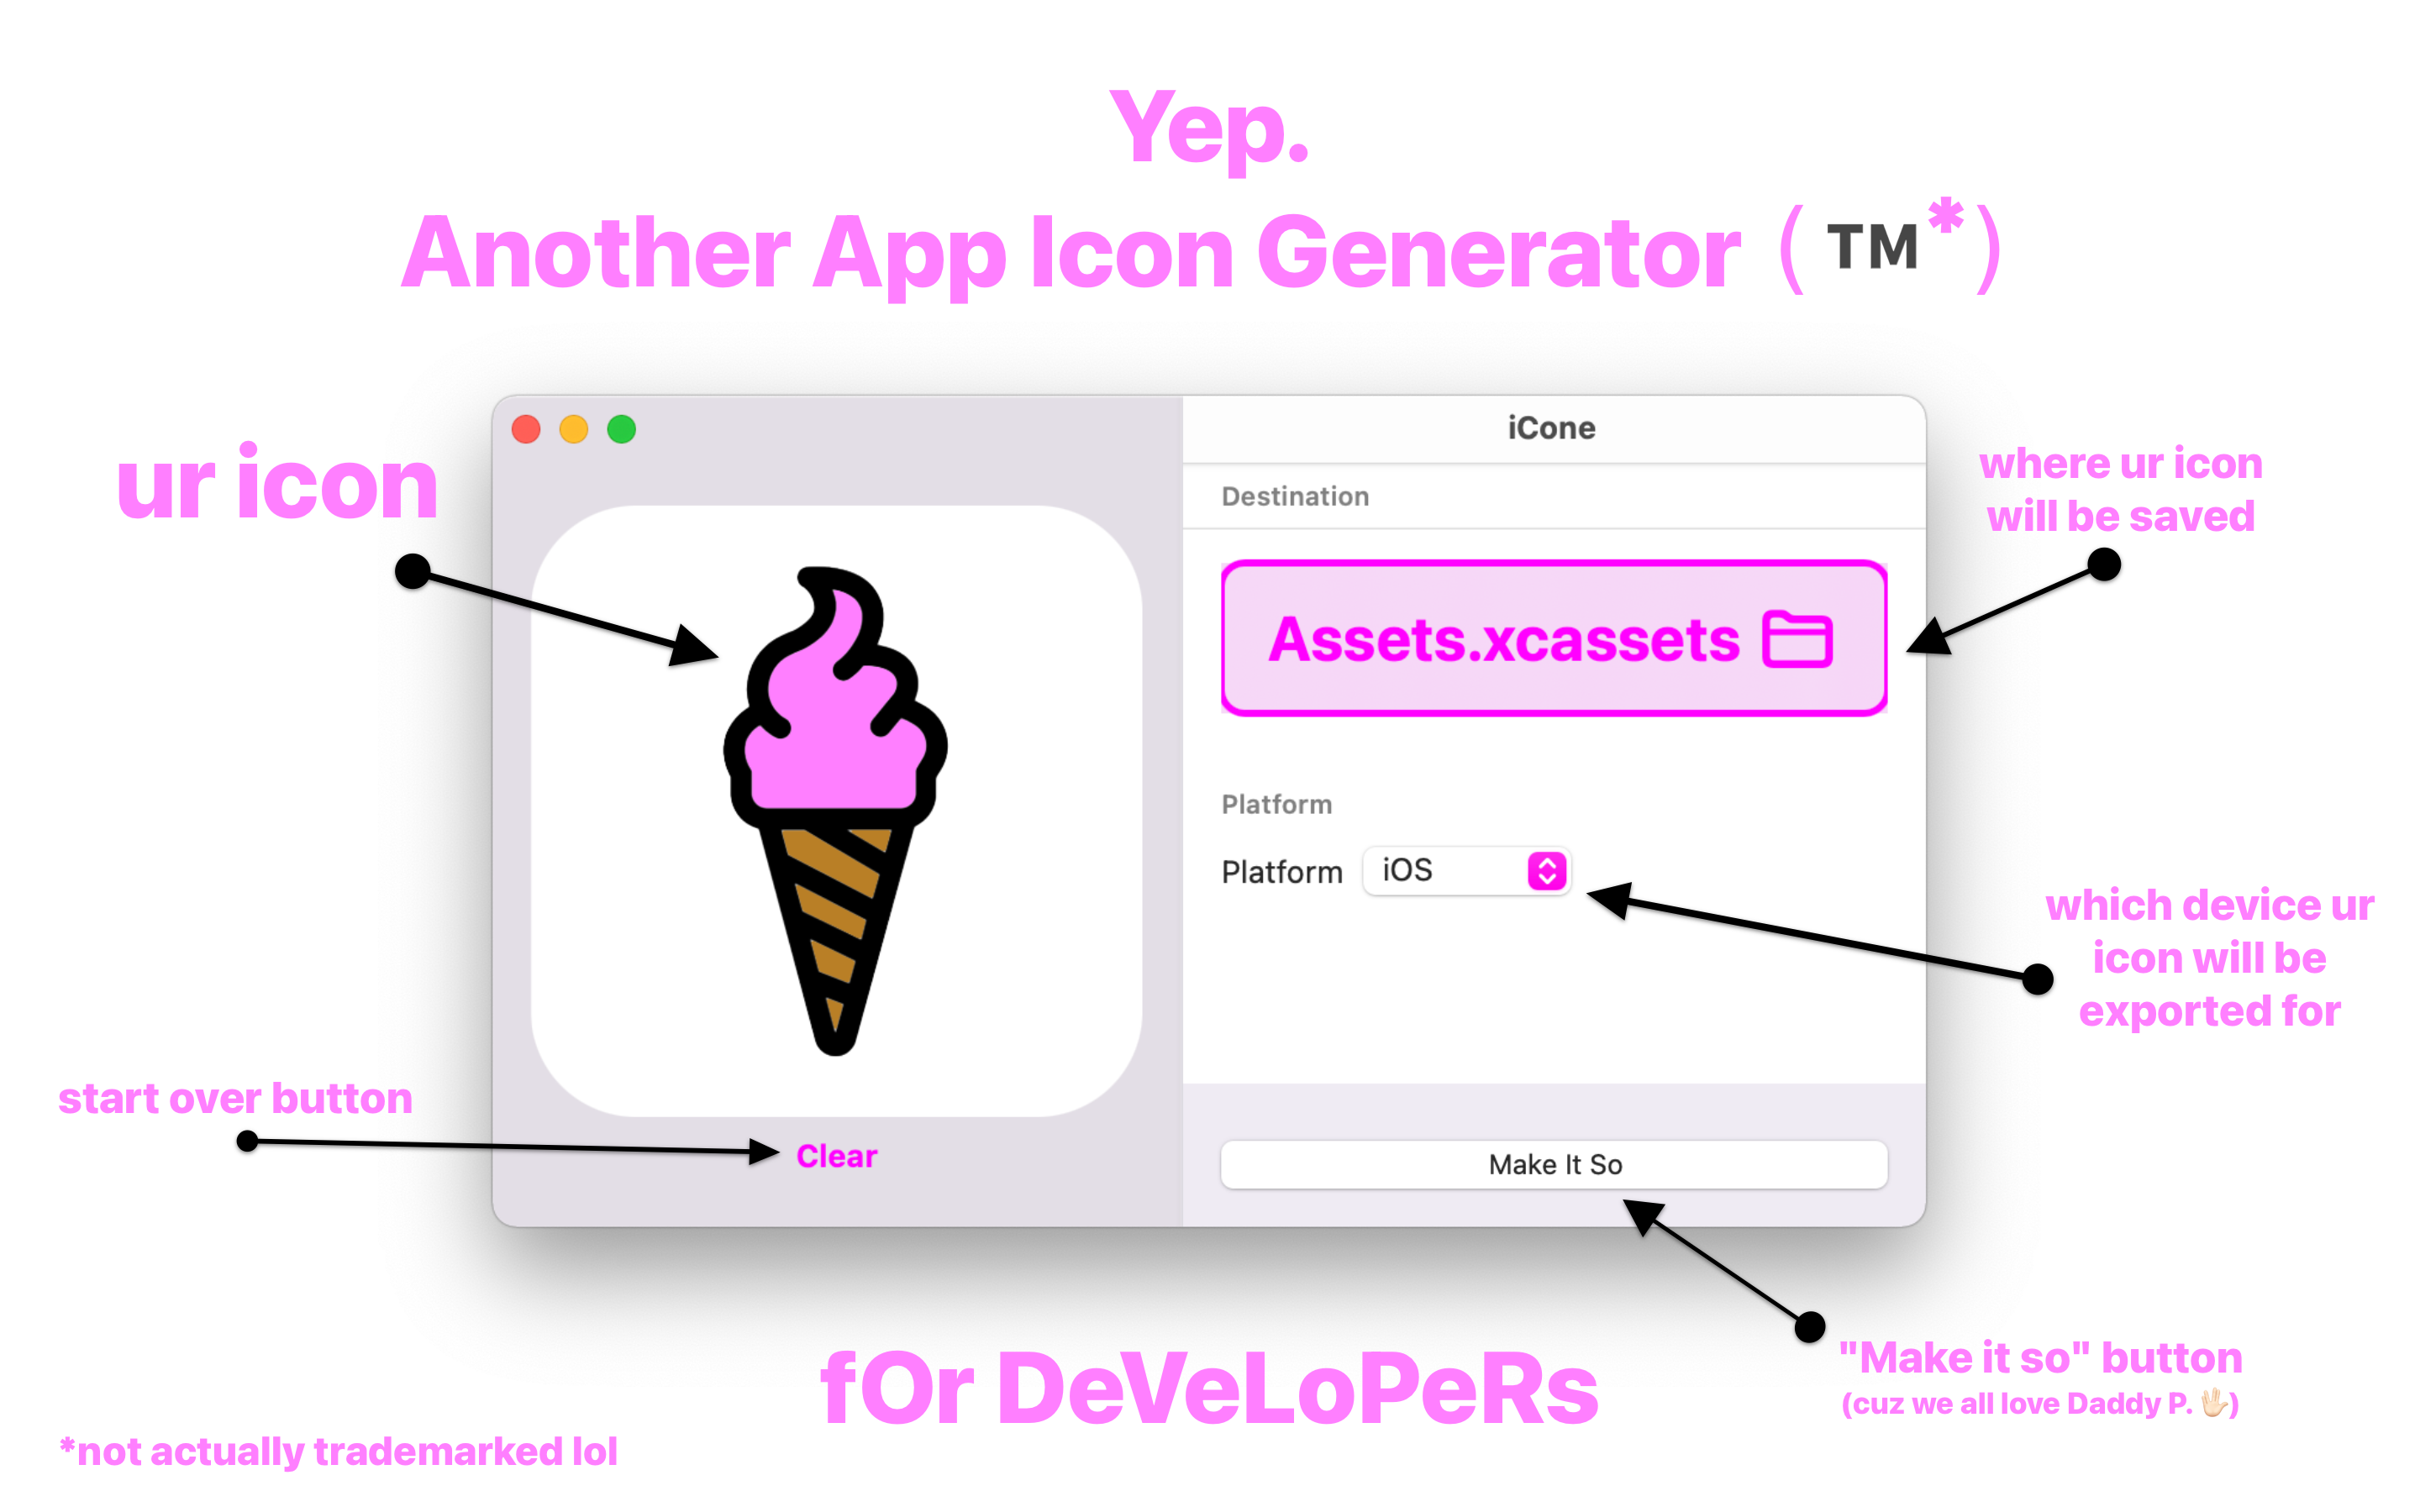 Yep.
Another App Icon Generator (™*)
iCone
ur icon
where ur icon
will be saved
Destination
Assets.xcassets
Platform
Platform iOS
which device ur
icon will be
exported for
start over button
Clear
Make It So
"Make it so" button
(cuz we all love Daddy P.🖖🏻)
fOr DeVeLoPeRs
*not actually trademarked lol